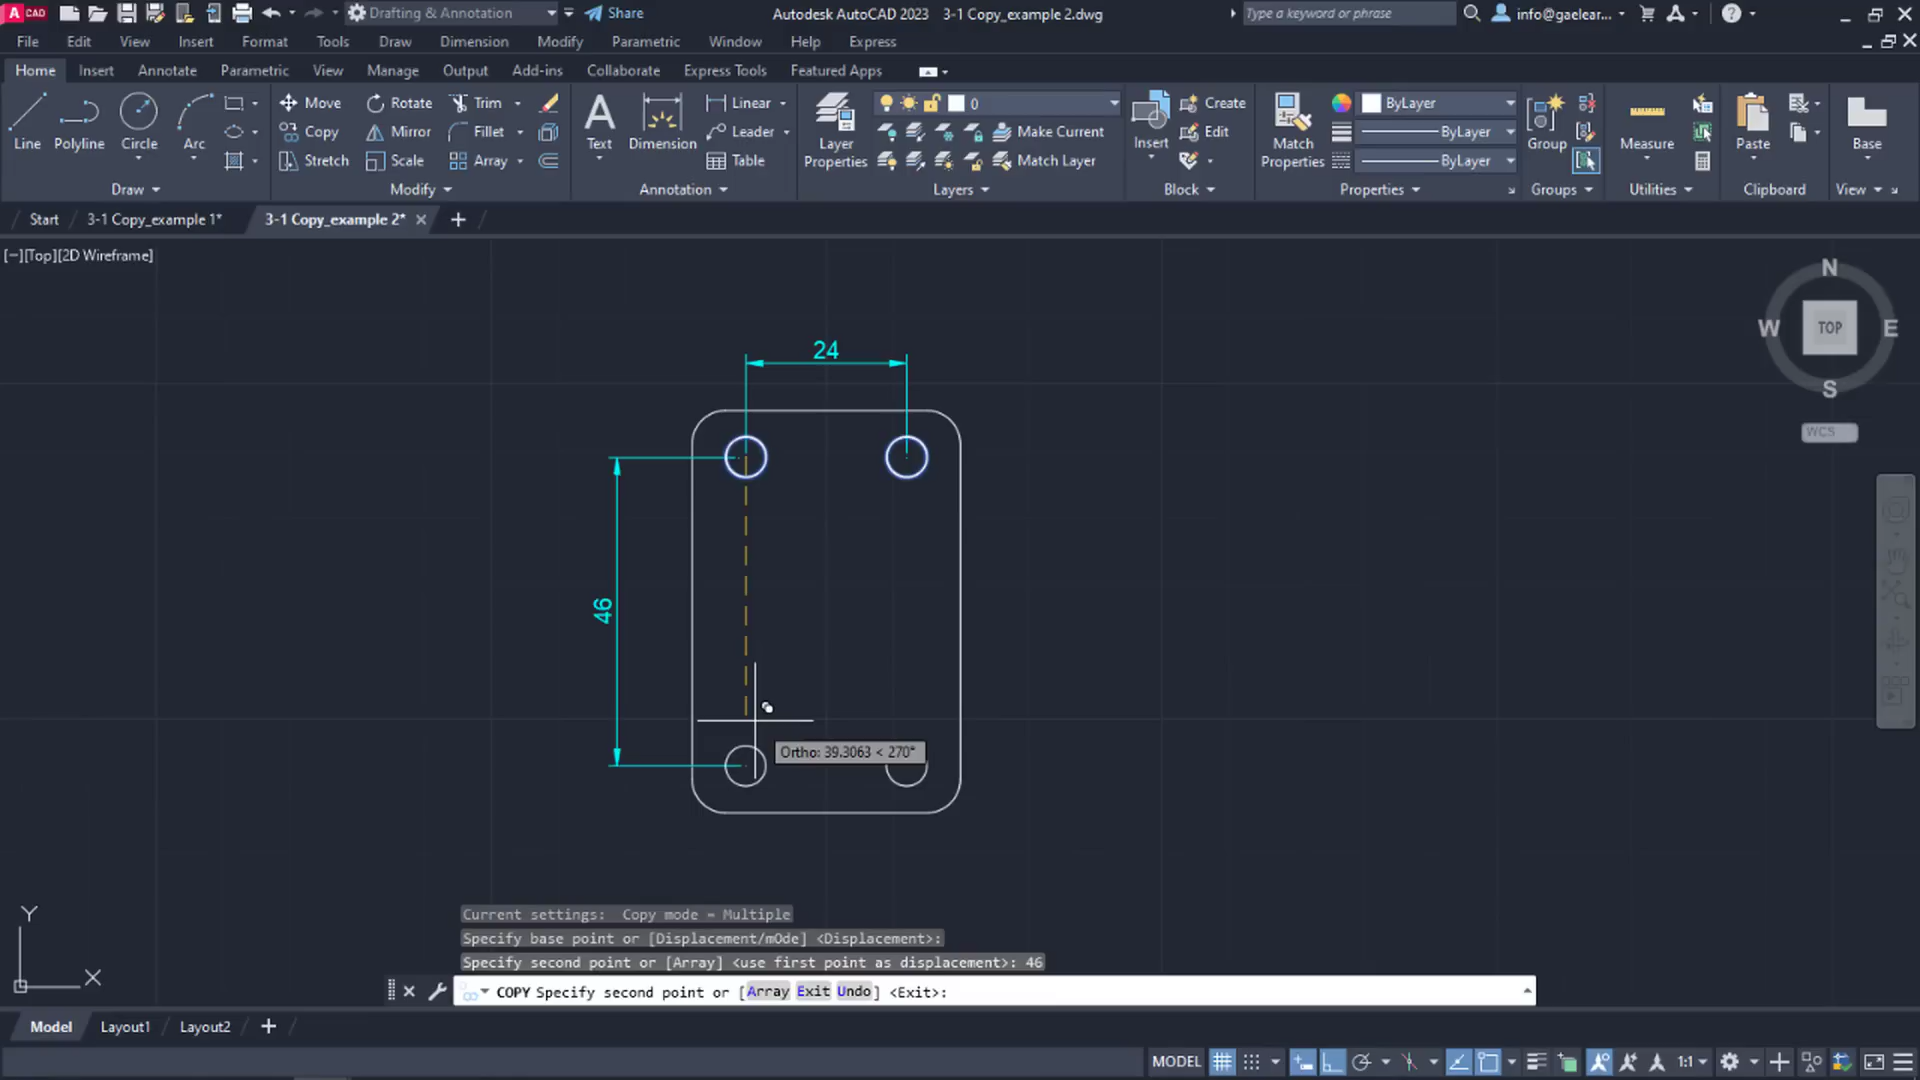 CAD
Drafting & Annotation
Share
Autodesk AutoCAD 2023 3-1 Copy_example 2.dwg
Type a keyword or phrase
info@gaelear...
File Edit View Insert Format Tools Draw Dimension Modify Parametric Window Help Express
Home Insert Annotate Parametric View Manage Output Add-ins Collaborate Express Tools Featured Apps
Move Rotate Trim Linear 0 Create ByLayer
Line Polyline Circle Arc
Copy Mirror Fillet
Text Dimension
Leader
Layer Properties
Make Current
Insert
Edit
Match Properties
ByLayer
Group
Measure
Paste
Base
Stretch Scale Array Table Match Layer ByLayer
Draw Modify Annotation Layers Block Properties Groups Utilities Clipboard View
Start 3-1 Copy_example 1* 3-1 Copy_example 2*
[−][Top][2D Wireframe]
N
W TOP E
S
WCS
24
46
Ortho: 39.3063 < 270°
Y
X
Current settings: Copy mode = Multiple
Specify base point or [Displacement/mOde] <Displacement>:
Specify second point or [Array] <use first point as displacement>: 46
COPY Specify second point or [Array Exit Undo] <Exit>:
Model Layout1 Layout2
MODEL 1:1